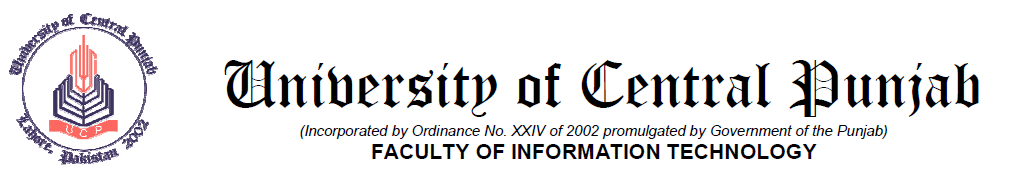 University of Central Punjab
UCP
Lahore, Pakistan 2002
University of Central Punjab
(Incorporated by Ordinance No. XXIV of 2002 promulgated by Government of the Punjab)
FACULTY OF INFORMATION TECHNOLOGY